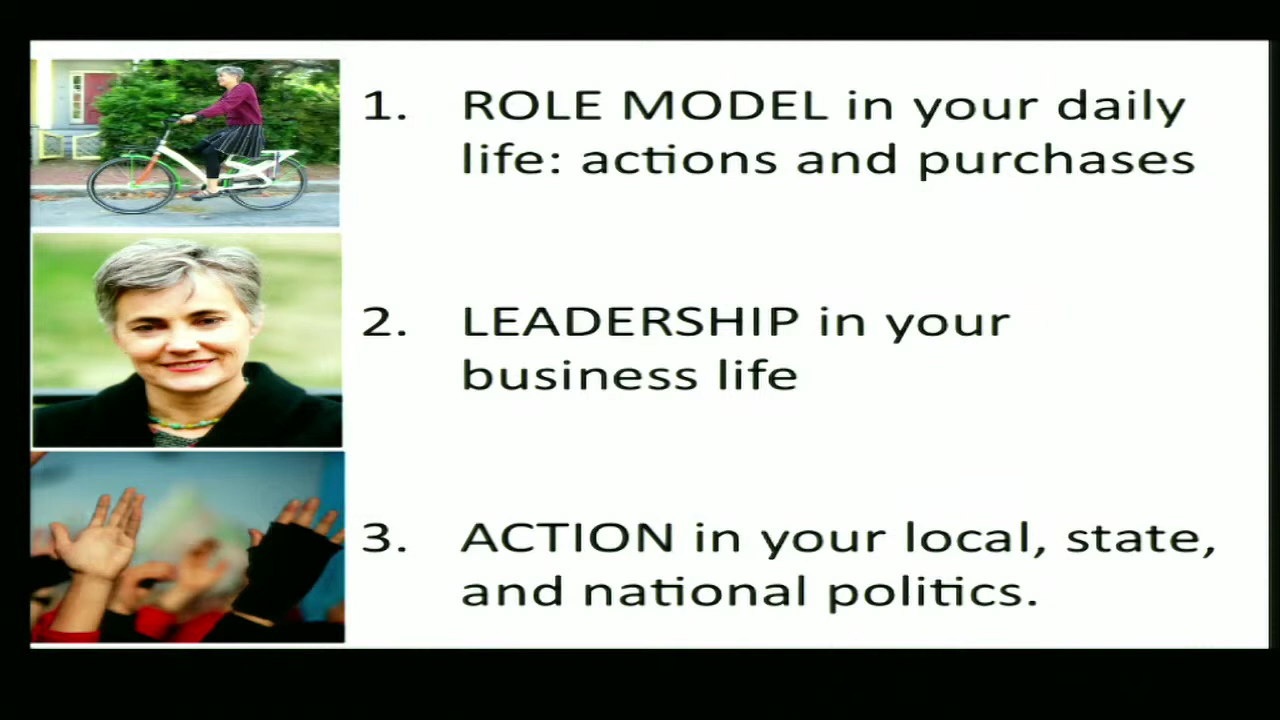 1. ROLE MODEL in your daily
life: actions and purchases
2. LEADERSHIP in your
business life
3. ACTION in your local, state,
and national politics.